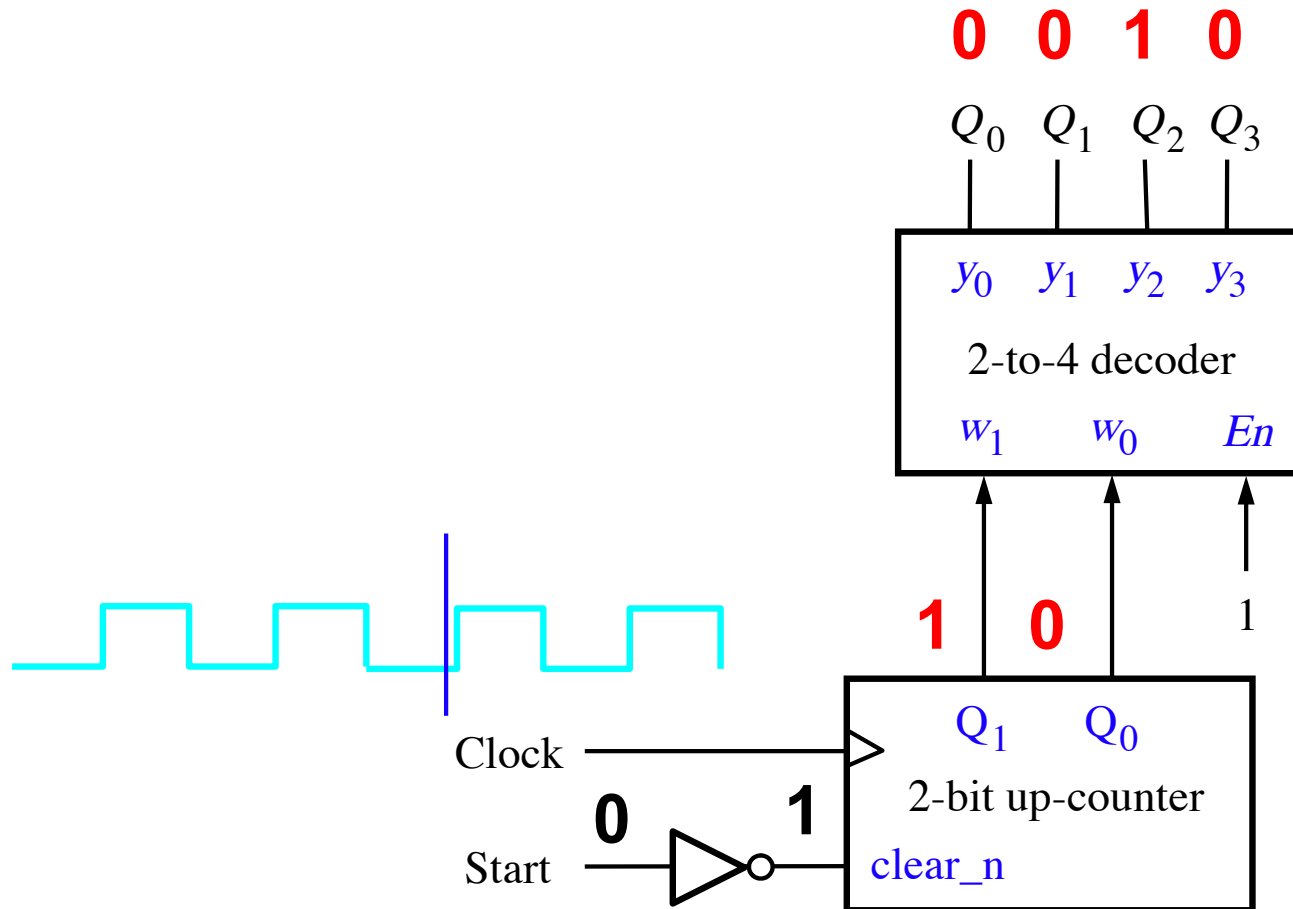 0 0 1 0
Q0 Q1 Q2 Q3
y0 y1 y2 y3
2-to-4 decoder
w1 w0 En
1 0 1
Q1 Q0
Clock
2-bit up-counter
0 1
Start
clear_n